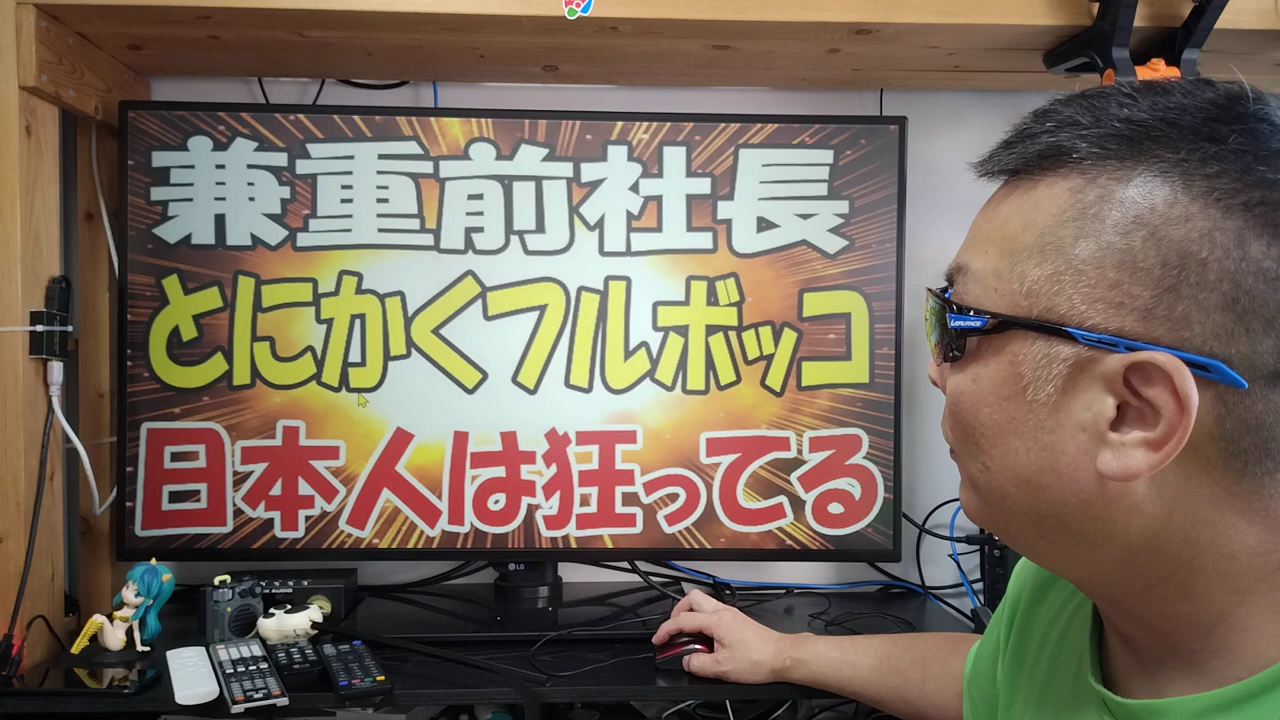 兼重前社長
とにかくフルボッコ
日本人は狂ってる
LG